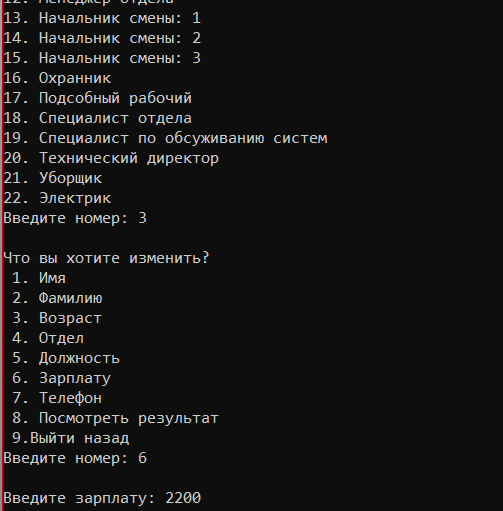 12. Менеджер отдела
13. Начальник смены: 1
14. Начальник смены: 2
15. Начальник смены: 3
16. Охранник
17. Подсобный рабочий
18. Специалист отдела
19. Специалист по обсуживанию систем
20. Технический директор
21. Уборщик
22. Электрик
Введите номер: 3
Что вы хотите изменить?
1. Имя
2. Фамилию
3. Возраст
4. Отдел
5. Должность
6. Зарплату
7. Телефон
8. Посмотреть результат
9.Выйти назад
Введите номер: 6
Введите зарплату: 2200